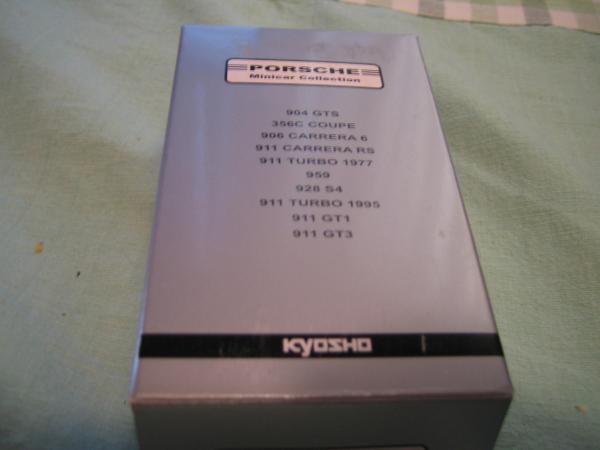 PORSCHE
Minicar Collection
904 GTS
356C COUPE
906 CARRERA 6
911 CARRERA RS
911 TURBO 1977
959
928 S4
911 TURBO 1995
911 GT1
911 GT3
KYOSHO